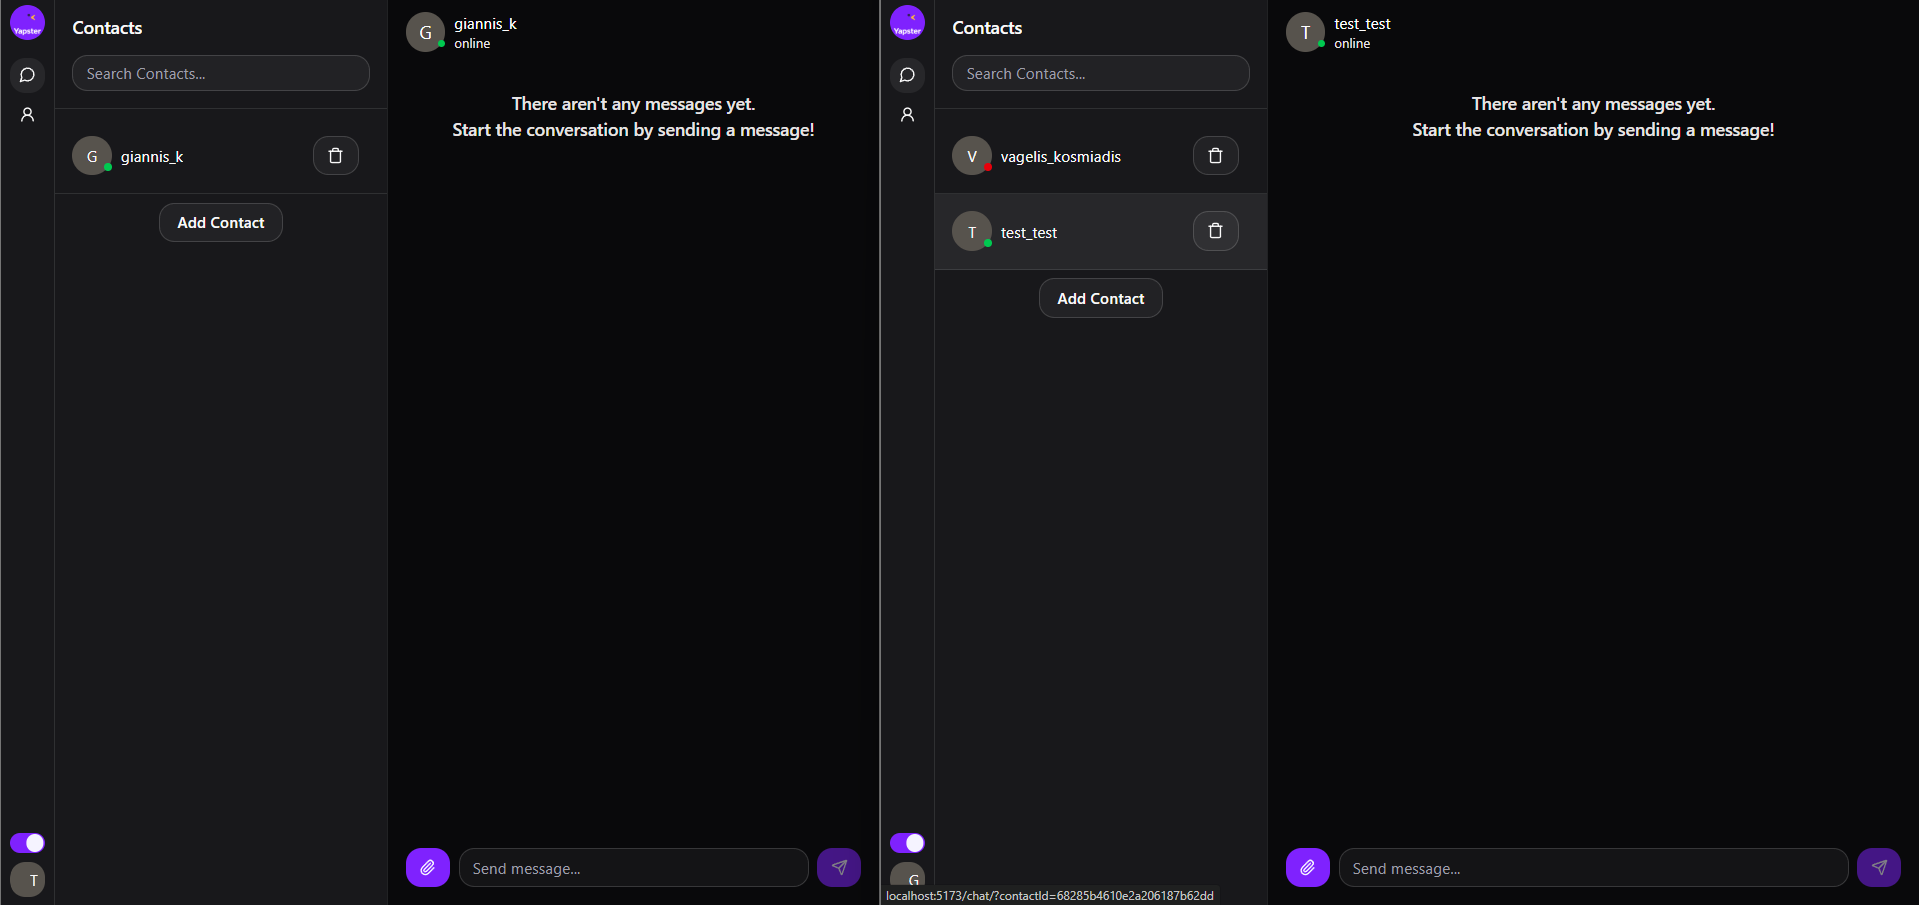 Yapster
Contacts
Search Contacts...
G
giannis_k
Add Contact
T
G
giannis_k
online
There aren't any messages yet.
Start the conversation by sending a message!
Send message...
Yapster
Contacts
Search Contacts...
V
vagelis_kosmiadis
T
test_test
Add Contact
G
localhost:5173/chat/?contactId=68285b4610e2a206187b62dd
T
test_test
online
There aren't any messages yet.
Start the conversation by sending a message!
Send message...